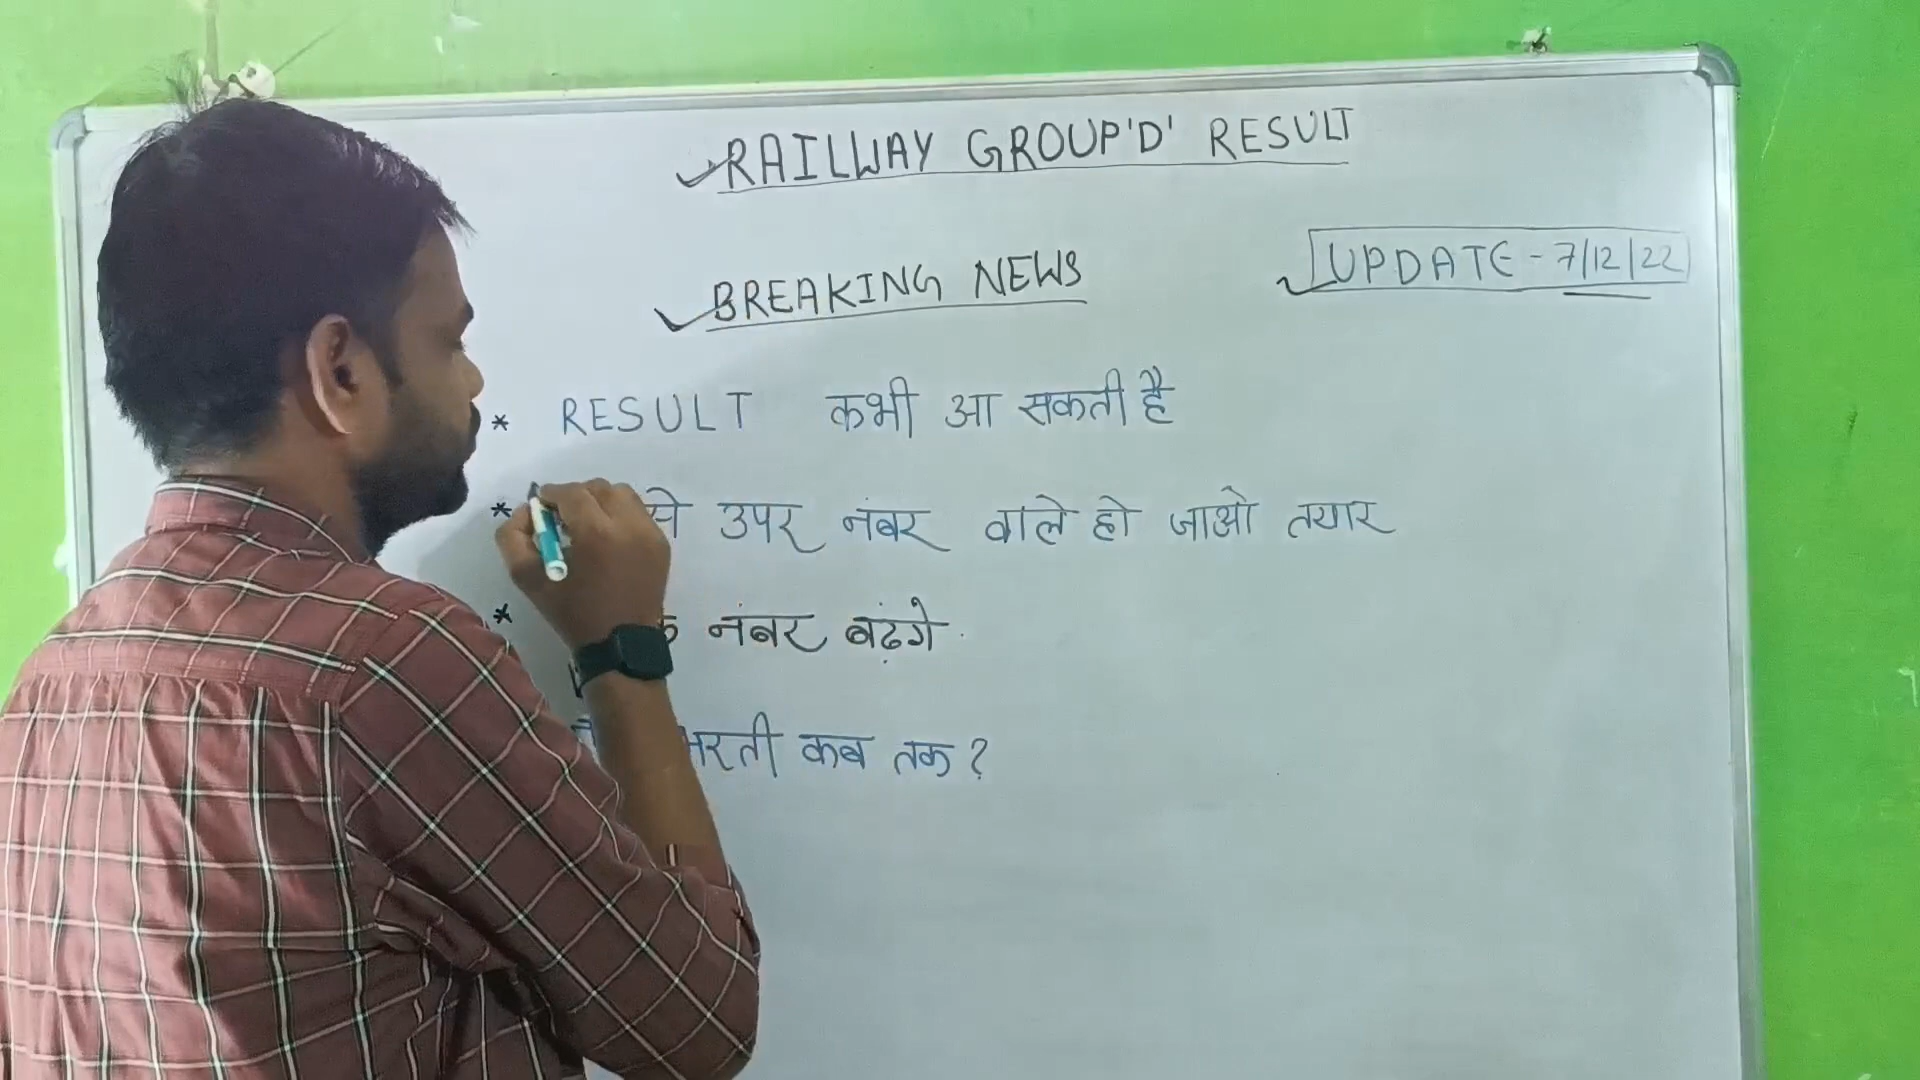 RAILWAY GROUP'D' RESULT
BREAKING NEWS
UPDATE - 7/12/22
* RESULT कभी आ सकती है
* से उपर नंबर वाले हो जाओ तयार
* नंबर बढ़ंगे
कब तक?